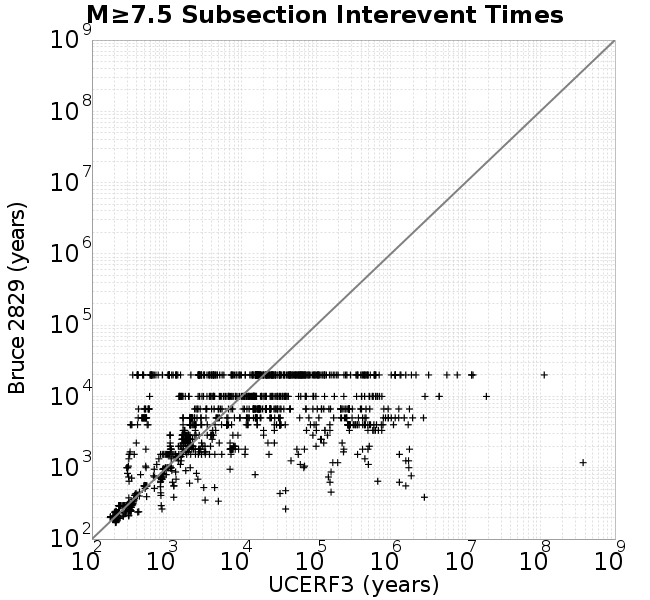 M≥7.5 Subsection Interevent Times
10^9
10^8
10^7
10^6
10^5
10^4
10^3
10^2
Bruce 2829 (years)
10^2 10^3 10^4 10^5 10^6 10^7 10^8 10^9
UCERF3 (years)